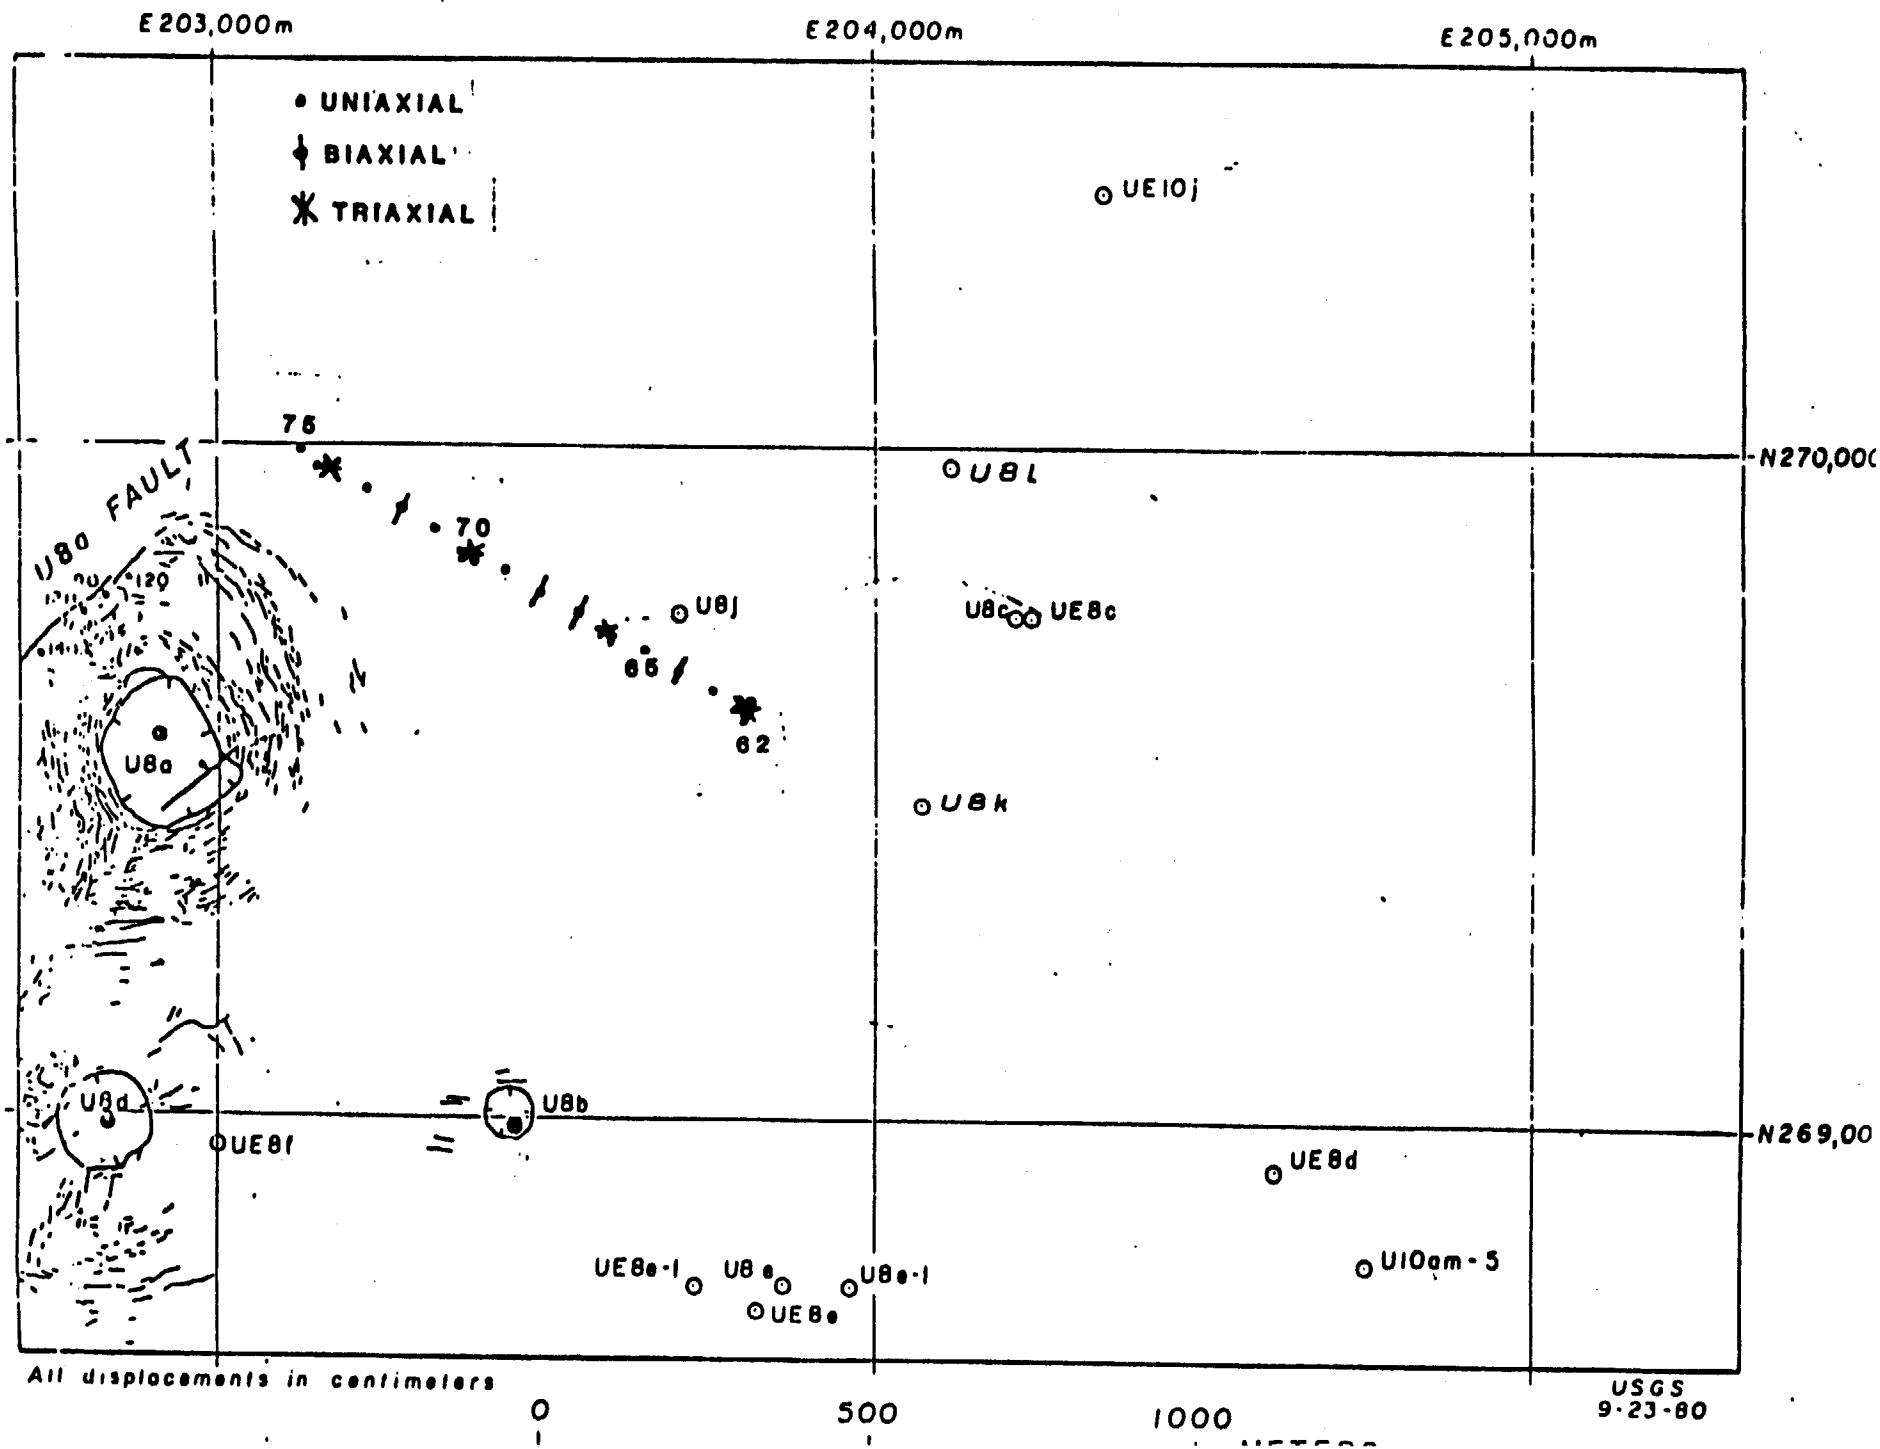 E203,000m
E204,000m
E205,000m
UNIAXIAL
BIAXIAL
TRIAXIAL
UE10j
75
N270,000
U8a FAULT
U8l
70
120
U8j
U8c
UE8c
65
62
U8a
U8k
U8d
U8b
N269,00
UE8f
UE8d
U10am-5
UE8e-1
U8e
U8e-1
UE8e
All displacements in centimeters
USGS
9-23-80
0
500
1000
METERS